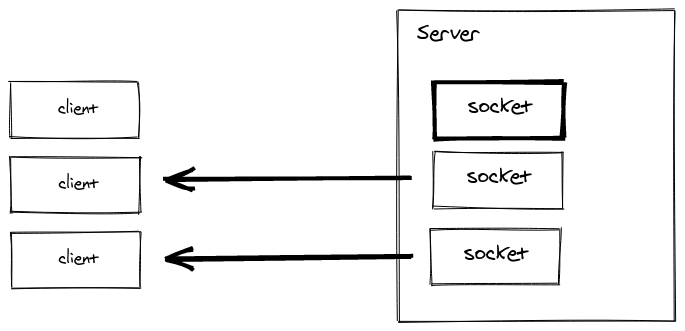 Server
client
socket
client
socket
client
socket